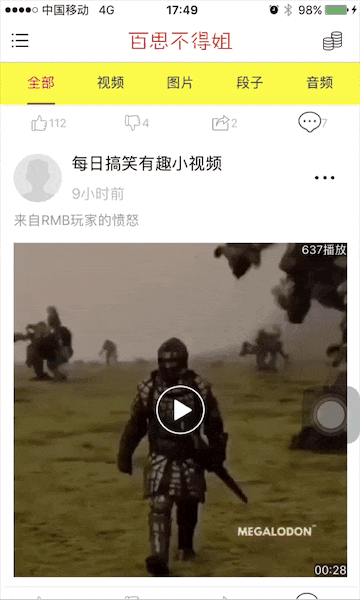 中国移动 4G 17:49 98%
百思不得姐
全部 视频 图片 段子 音频
112 4 2 7
每日搞笑有趣小视频
9小时前
来自RMB玩家的愤怒
637播放
MEGALODON
00:28